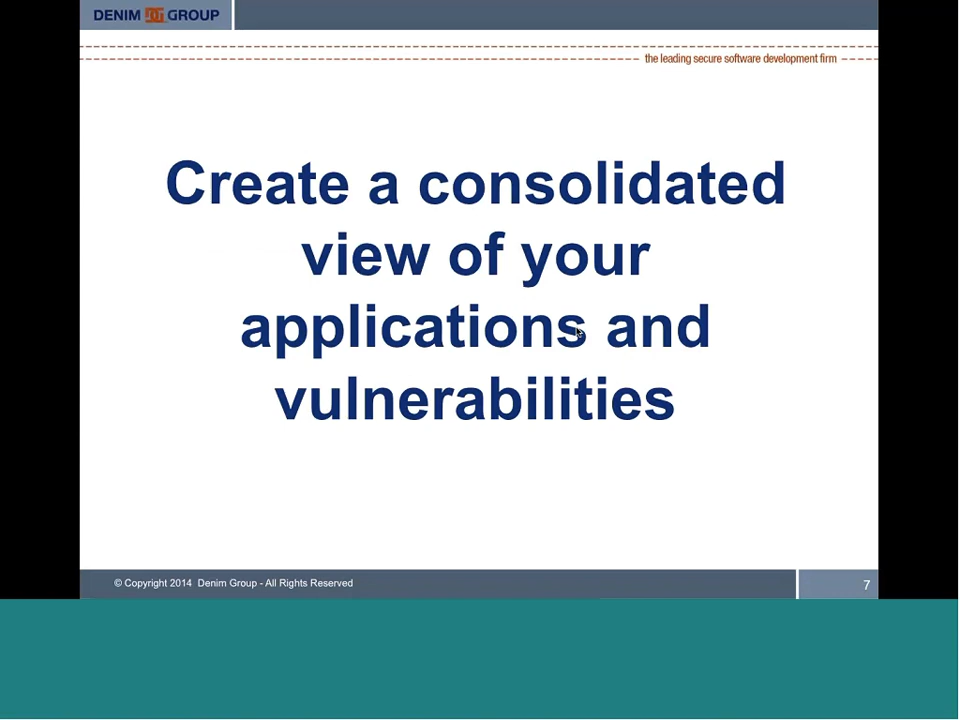 DENIM GROUP
the leading secure software development firm
Create a consolidated
view of your
applications and
vulnerabilities
© Copyright 2014 Denim Group - All Rights Reserved
7